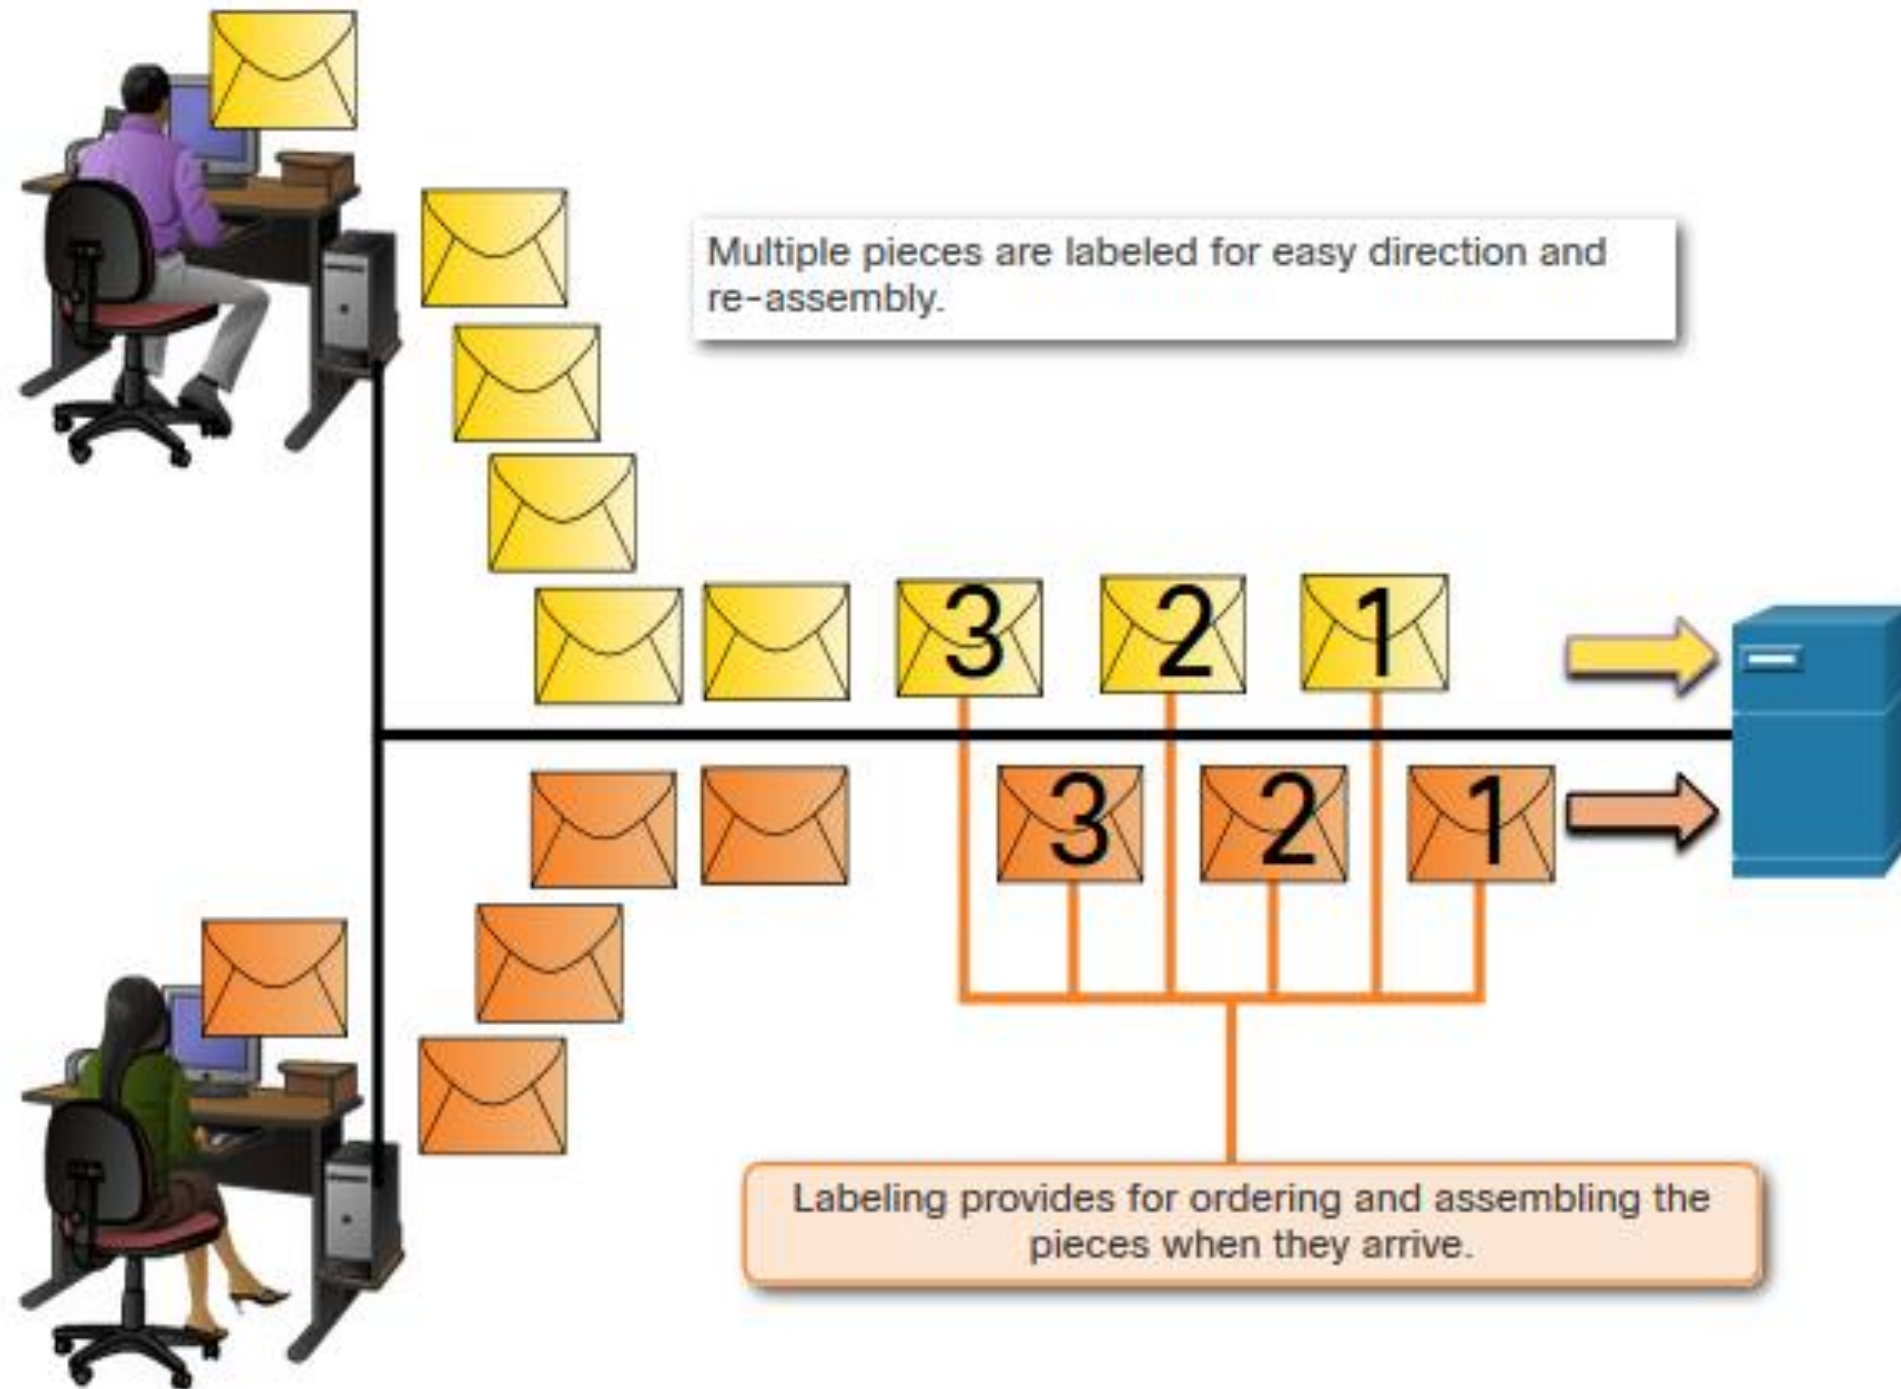 Multiple pieces are labeled for easy direction and
re-assembly.
3 2 1
3 2 1
Labeling provides for ordering and assembling the
pieces when they arrive.